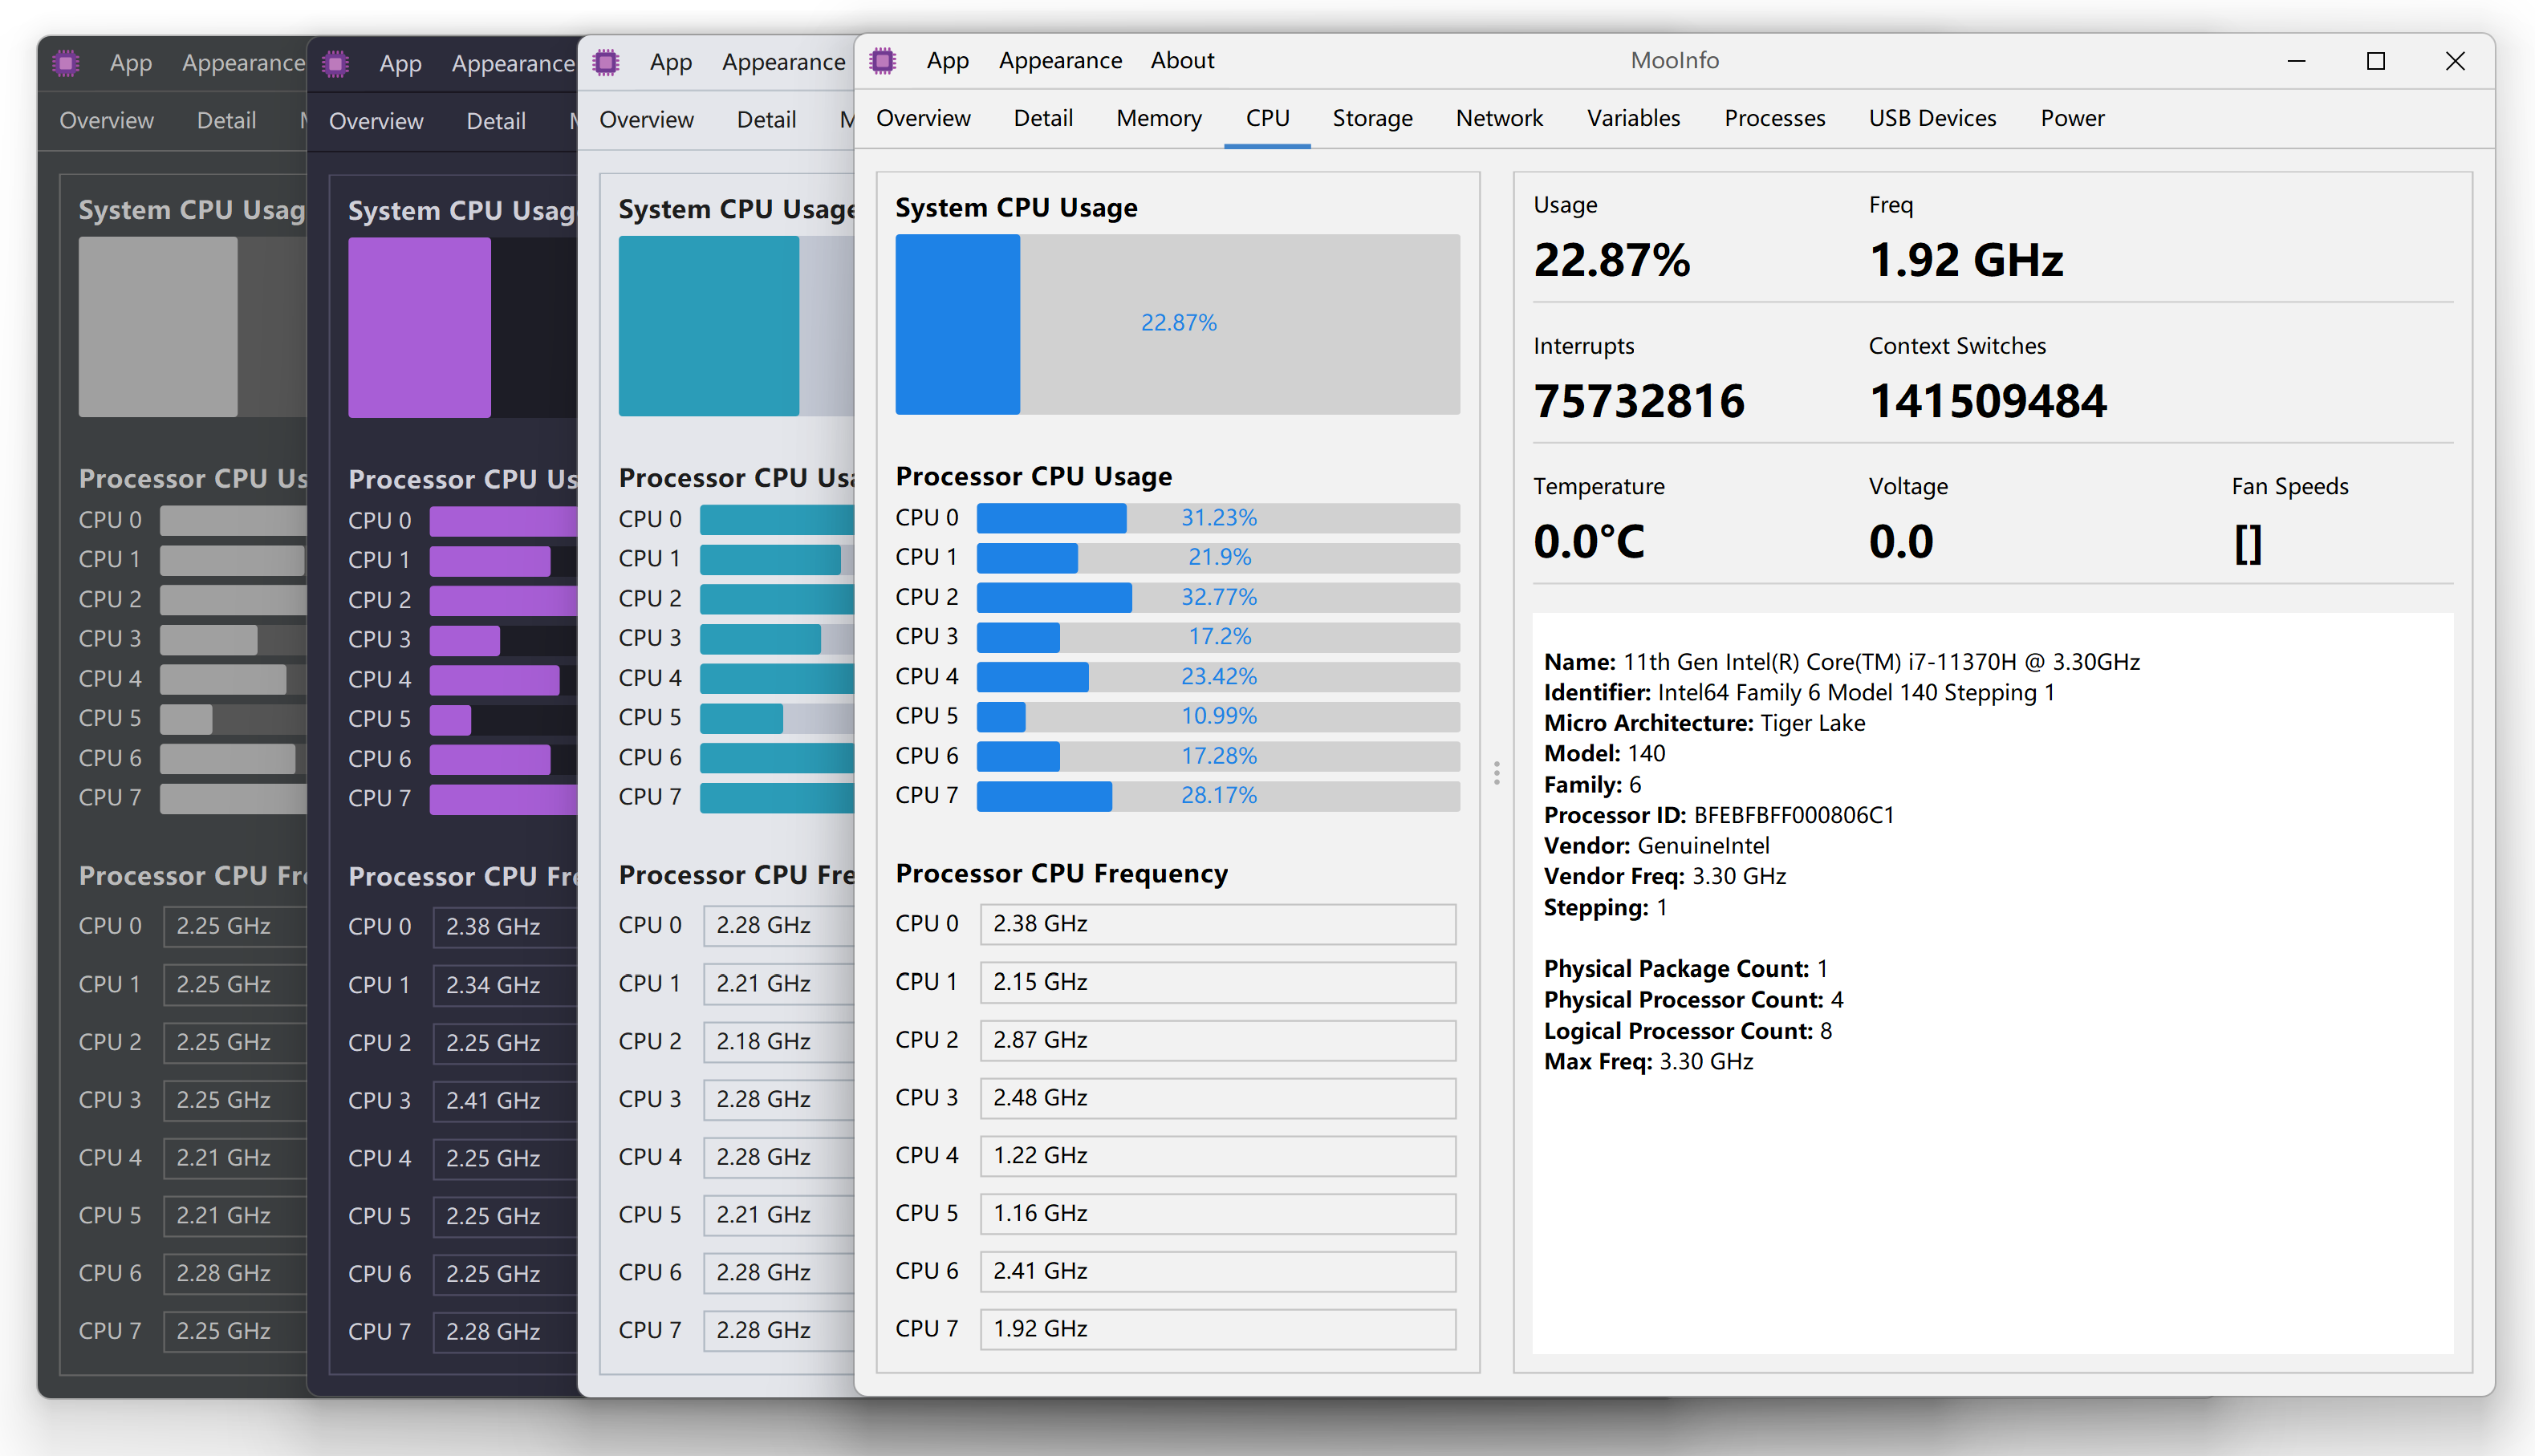 App Appearance
Overview Detail
System CPU Usag
Processor CPU Us
CPU 0
CPU 1
CPU 2
CPU 3
CPU 4
CPU 5
CPU 6
CPU 7
Processor CPU Fr
CPU 0 2.25 GHz
CPU 1 2.25 GHz
CPU 2 2.25 GHz
CPU 3 2.25 GHz
CPU 4 2.21 GHz
CPU 5 2.21 GHz
CPU 6 2.28 GHz
CPU 7 2.25 GHz
App Appearance
Overview Detail
System CPU Usag
Processor CPU Us
CPU 0
CPU 1
CPU 2
CPU 3
CPU 4
CPU 5
CPU 6
CPU 7
Processor CPU Fre
CPU 0 2.38 GHz
CPU 1 2.34 GHz
CPU 2 2.25 GHz
CPU 3 2.41 GHz
CPU 4 2.25 GHz
CPU 5 2.25 GHz
CPU 6 2.25 GHz
CPU 7 2.28 GHz
App Appearance
Overview Detail M
System CPU Usage
Processor CPU Usa
CPU 0
CPU 1
CPU 2
CPU 3
CPU 4
CPU 5
CPU 6
CPU 7
Processor CPU Fre
CPU 0 2.28 GHz
CPU 1 2.21 GHz
CPU 2 2.18 GHz
CPU 3 2.28 GHz
CPU 4 2.28 GHz
CPU 5 2.21 GHz
CPU 6 2.28 GHz
CPU 7 2.28 GHz
App Appearance About MooInfo
Overview Detail Memory CPU Storage Network Variables Processes USB Devices Power
System CPU Usage
22.87%
Processor CPU Usage
CPU 0 31.23%
CPU 1 21.9%
CPU 2 32.77%
CPU 3 17.2%
CPU 4 23.42%
CPU 5 10.99%
CPU 6 17.28%
CPU 7 28.17%
Processor CPU Frequency
CPU 0 2.38 GHz
CPU 1 2.15 GHz
CPU 2 2.87 GHz
CPU 3 2.48 GHz
CPU 4 1.22 GHz
CPU 5 1.16 GHz
CPU 6 2.41 GHz
CPU 7 1.92 GHz
Usage Freq
22.87% 1.92 GHz
Interrupts Context Switches
75732816 141509484
Temperature Voltage Fan Speeds
0.0°C 0.0 []
Name: 11th Gen Intel(R) Core(TM) i7-11370H @ 3.30GHz
Identifier: Intel64 Family 6 Model 140 Stepping 1
Micro Architecture: Tiger Lake
Model: 140
Family: 6
Processor ID: BFEBFBFF000806C1
Vendor: GenuineIntel
Vendor Freq: 3.30 GHz
Stepping: 1
Physical Package Count: 1
Physical Processor Count: 4
Logical Processor Count: 8
Max Freq: 3.30 GHz